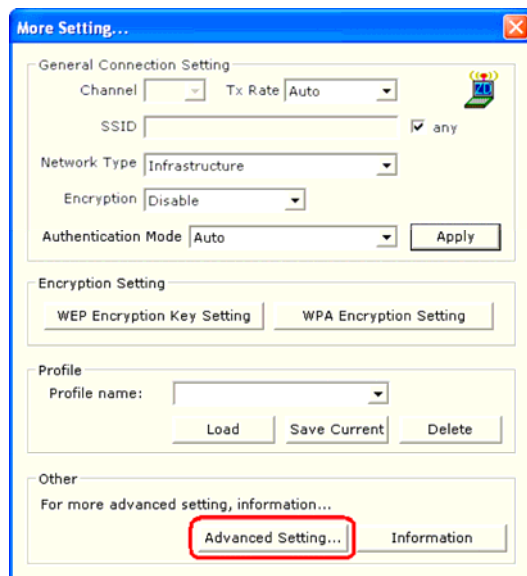 More Setting...
General Connection Setting
Channel Tx Rate Auto
ZD
SSID any
Network Type Infrastructure
Encryption Disable
Authentication Mode Auto Apply
Encryption Setting
WEP Encryption Key Setting WPA Encryption Setting
Profile
Profile name:
Load Save Current Delete
Other
For more advanced setting, information...
Advanced Setting... Information